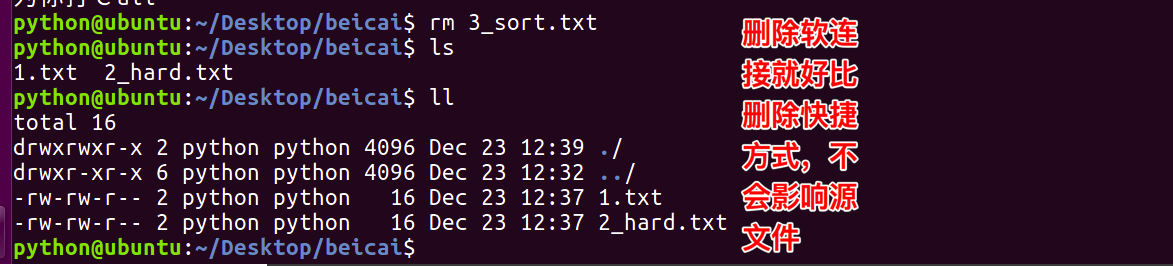 python@ubuntu:~/Desktop/beicai$ rm 3_sort.txt
python@ubuntu:~/Desktop/beicai$ ls
1.txt  2_hard.txt
python@ubuntu:~/Desktop/beicai$ ll
total 16
drwxrwxr-x 2 python python 4096 Dec 23 12:39 ./
drwxr-xr-x 6 python python 4096 Dec 23 12:32 ../
-rw-rw-r-- 2 python python   16 Dec 23 12:37 1.txt
-rw-rw-r-- 2 python python   16 Dec 23 12:37 2_hard.txt
python@ubuntu:~/Desktop/beicai$
删除软连
接就好比
删除快捷
方式，不
会影响源
文件